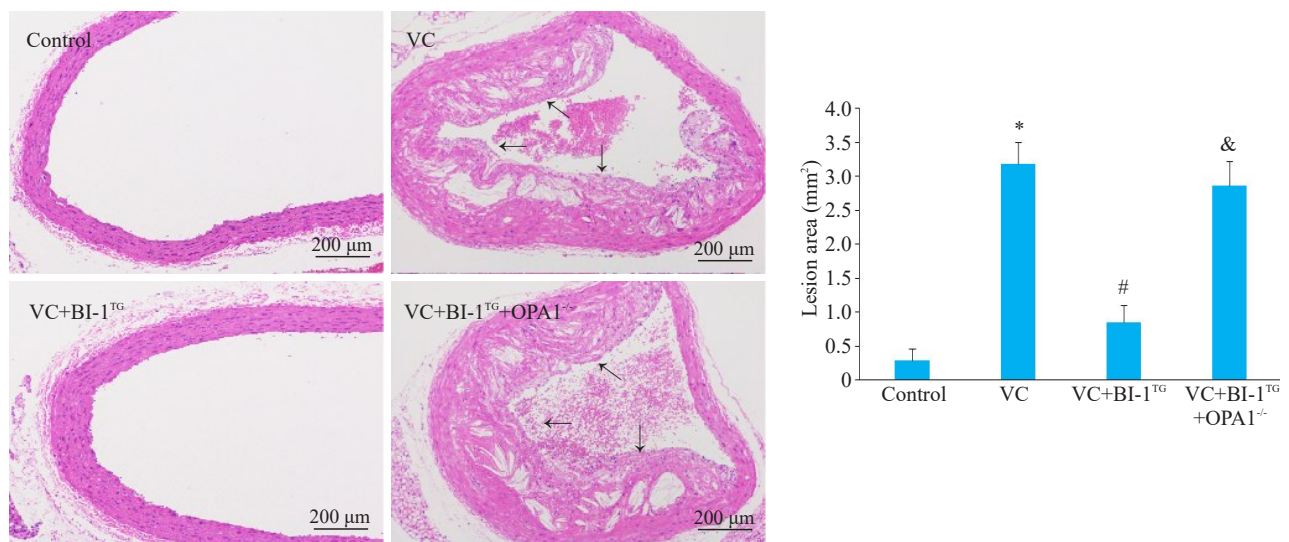 Control
200 μm
VC
200 μm
VC+BI-1TG
200 μm
VC+BI-1TG+OPA1-/-
200 μm
Lesion area (mm2)
4.0
3.5
3.0
2.5
2.0
1.5
1.0
0.5
0
*
#
&
Control
VC
VC+BI-1TG
VC+BI-1TG
+OPA1-/-